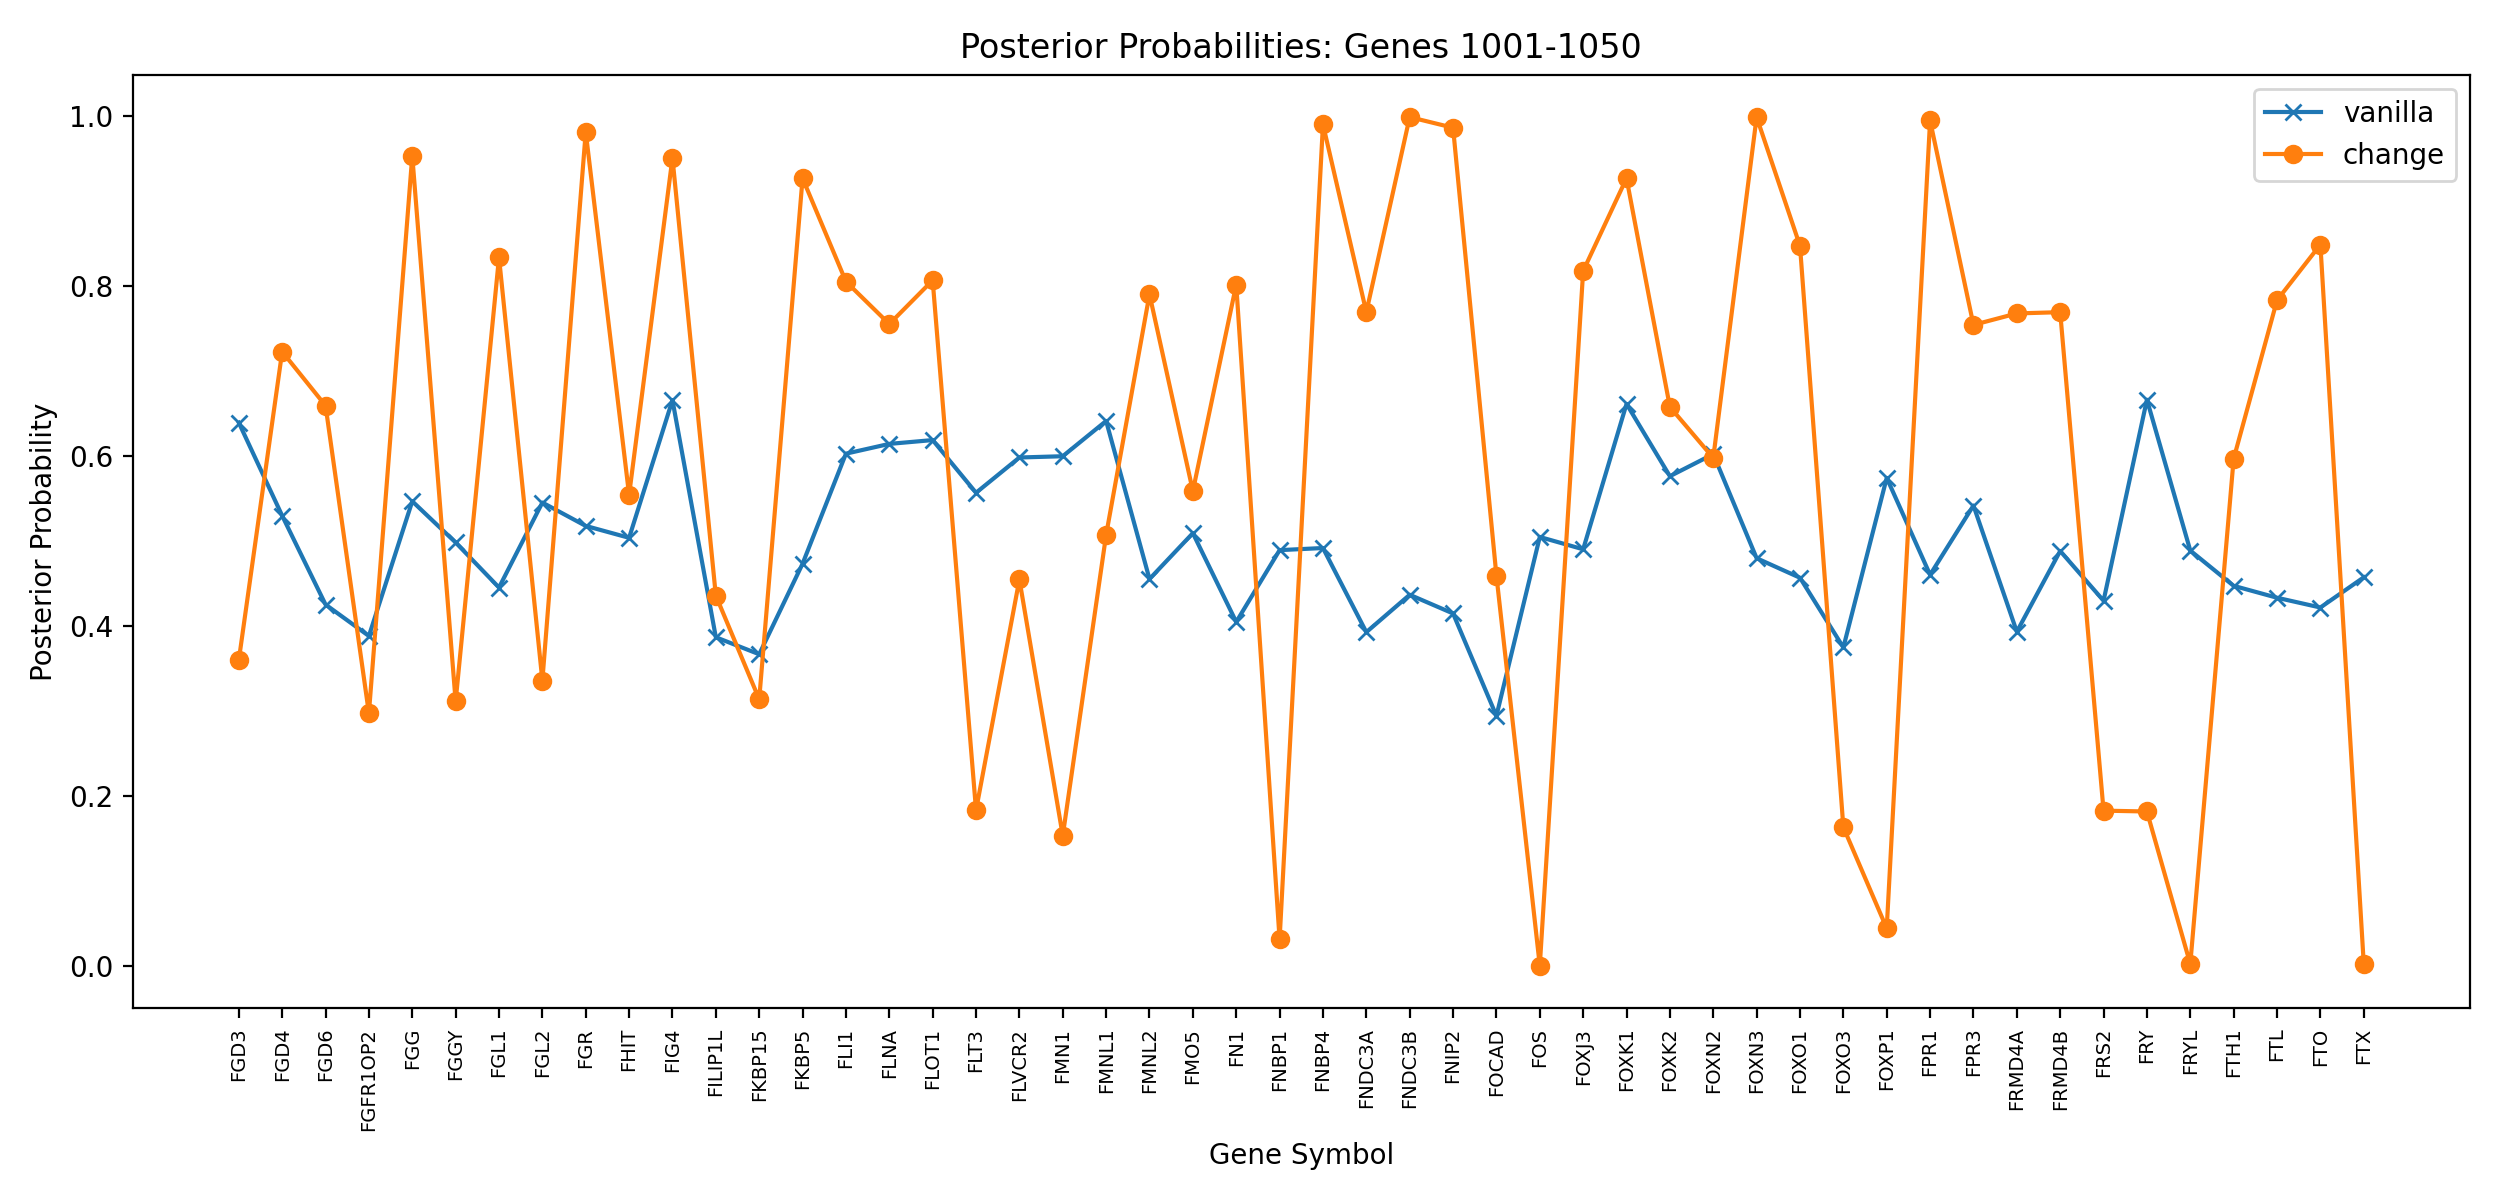 Posterior Probabilities: Genes 1001-1050
vanilla
change
1.0
0.8
0.6
0.4
0.2
0.0
Posterior Probability
FGD3
FGD4
FGD6
FGFR1OP2
FGG
FGGY
FGL1
FGL2
FGR
FHIT
FIG4
FILIP1L
FKBP15
FKBP5
FLI1
FLNA
FLOT1
FLT3
FLVCR2
FMN1
FMNL1
FMNL2
FMO5
FN1
FNBP1
FNBP4
FNDC3A
FNDC3B
FNIP2
FOCAD
FOS
FOXJ3
FOXK1
FOXK2
FOXN2
FOXN3
FOXO1
FOXO3
FOXP1
FPR1
FPR3
FRMD4A
FRMD4B
FRS2
FRY
FRYL
FTH1
FTL
FTO
FTX
Gene Symbol